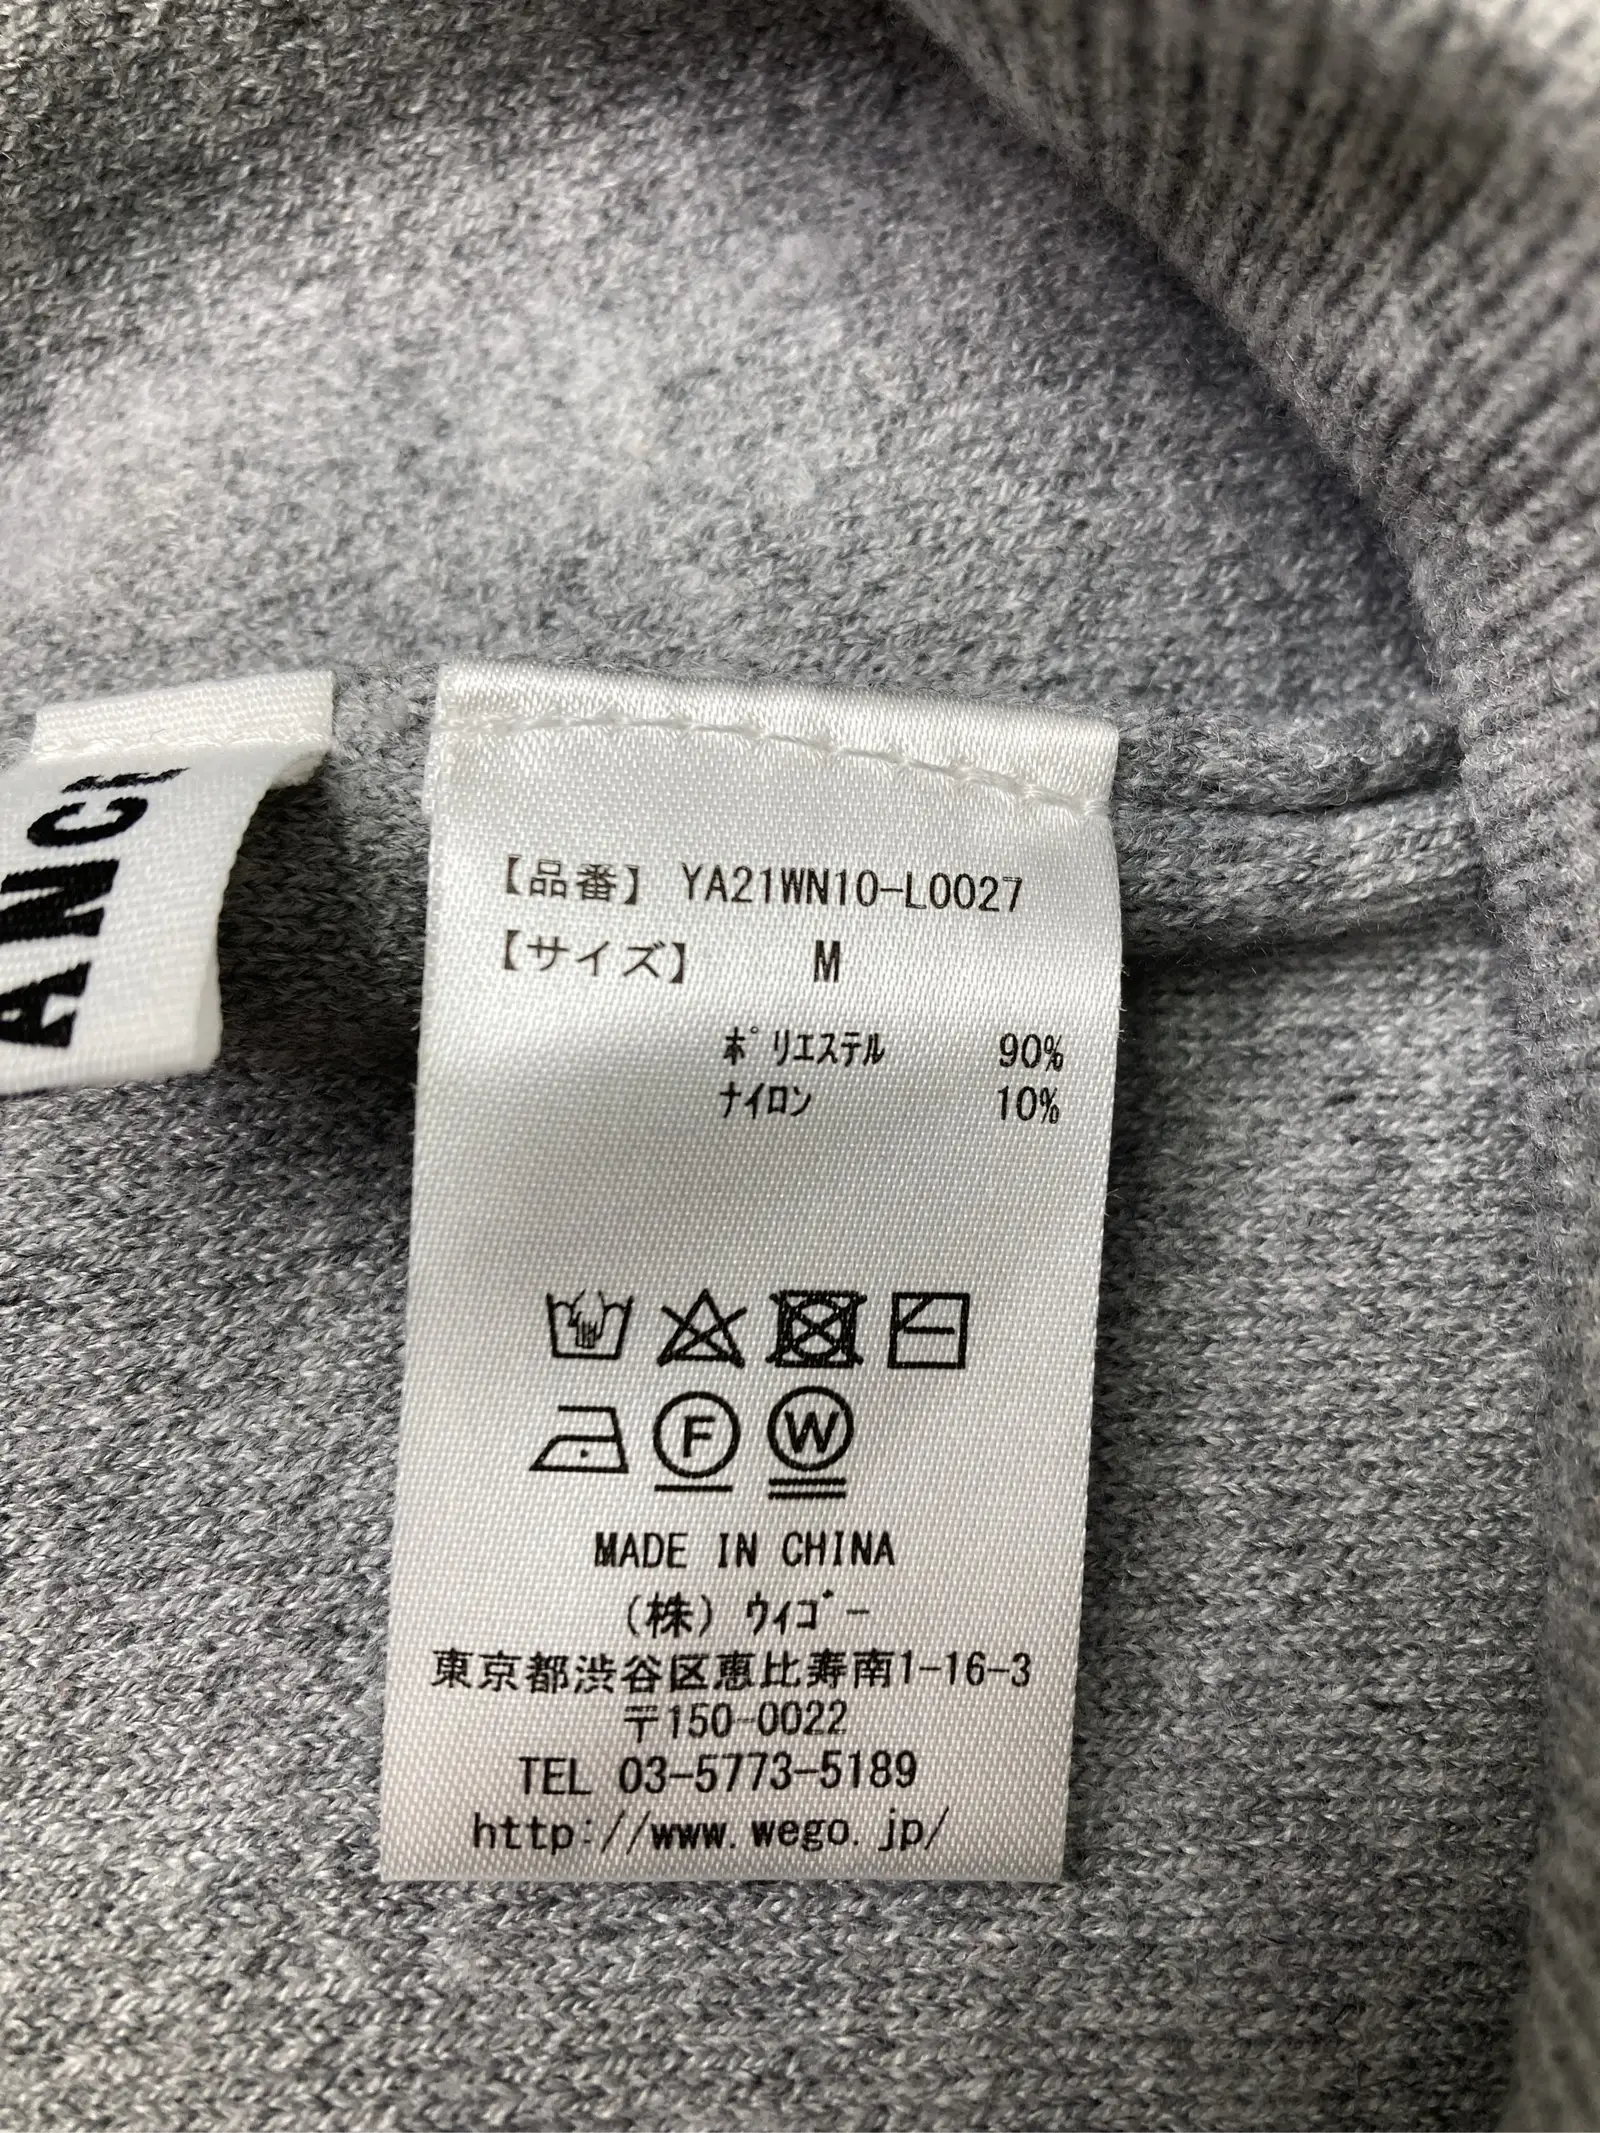 ANC
【品番】 YA21WN10-L0027
【サイズ】 M
ﾎﾟﾘｴｽﾃﾙ 90%
ﾅｲﾛﾝ 10%
F W
MADE IN CHINA
(株) ｳｨｺﾞｰ
東京都渋谷区恵比寿南1-16-3
〒150-0022
TEL 03-5773-5189
http://www.wego.jp/